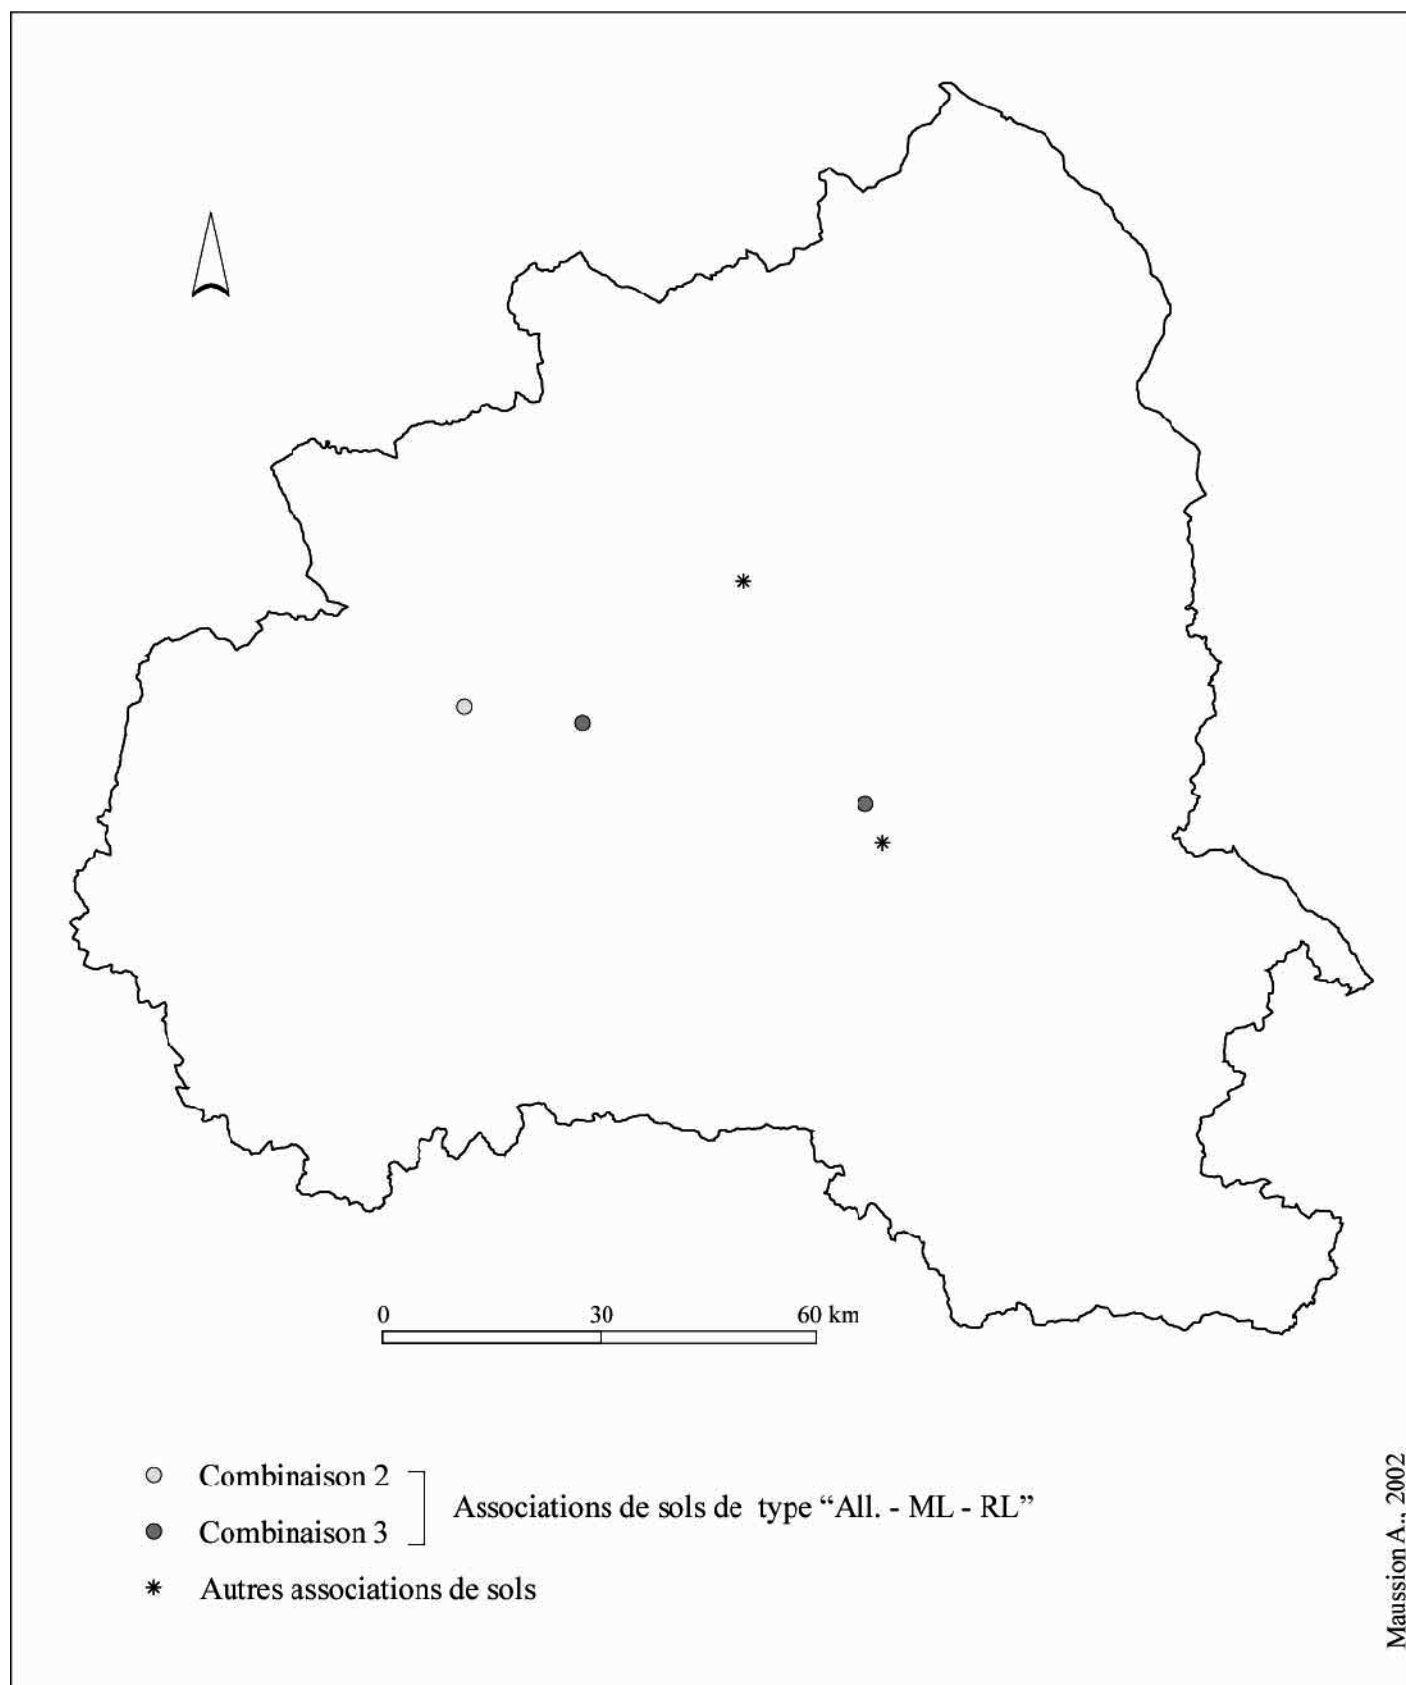 0 30 60 km
Combinaison 2
Associations de sols de type “All. - ML - RL”
Combinaison 3
Autres associations de sols
Maussion A., 2002